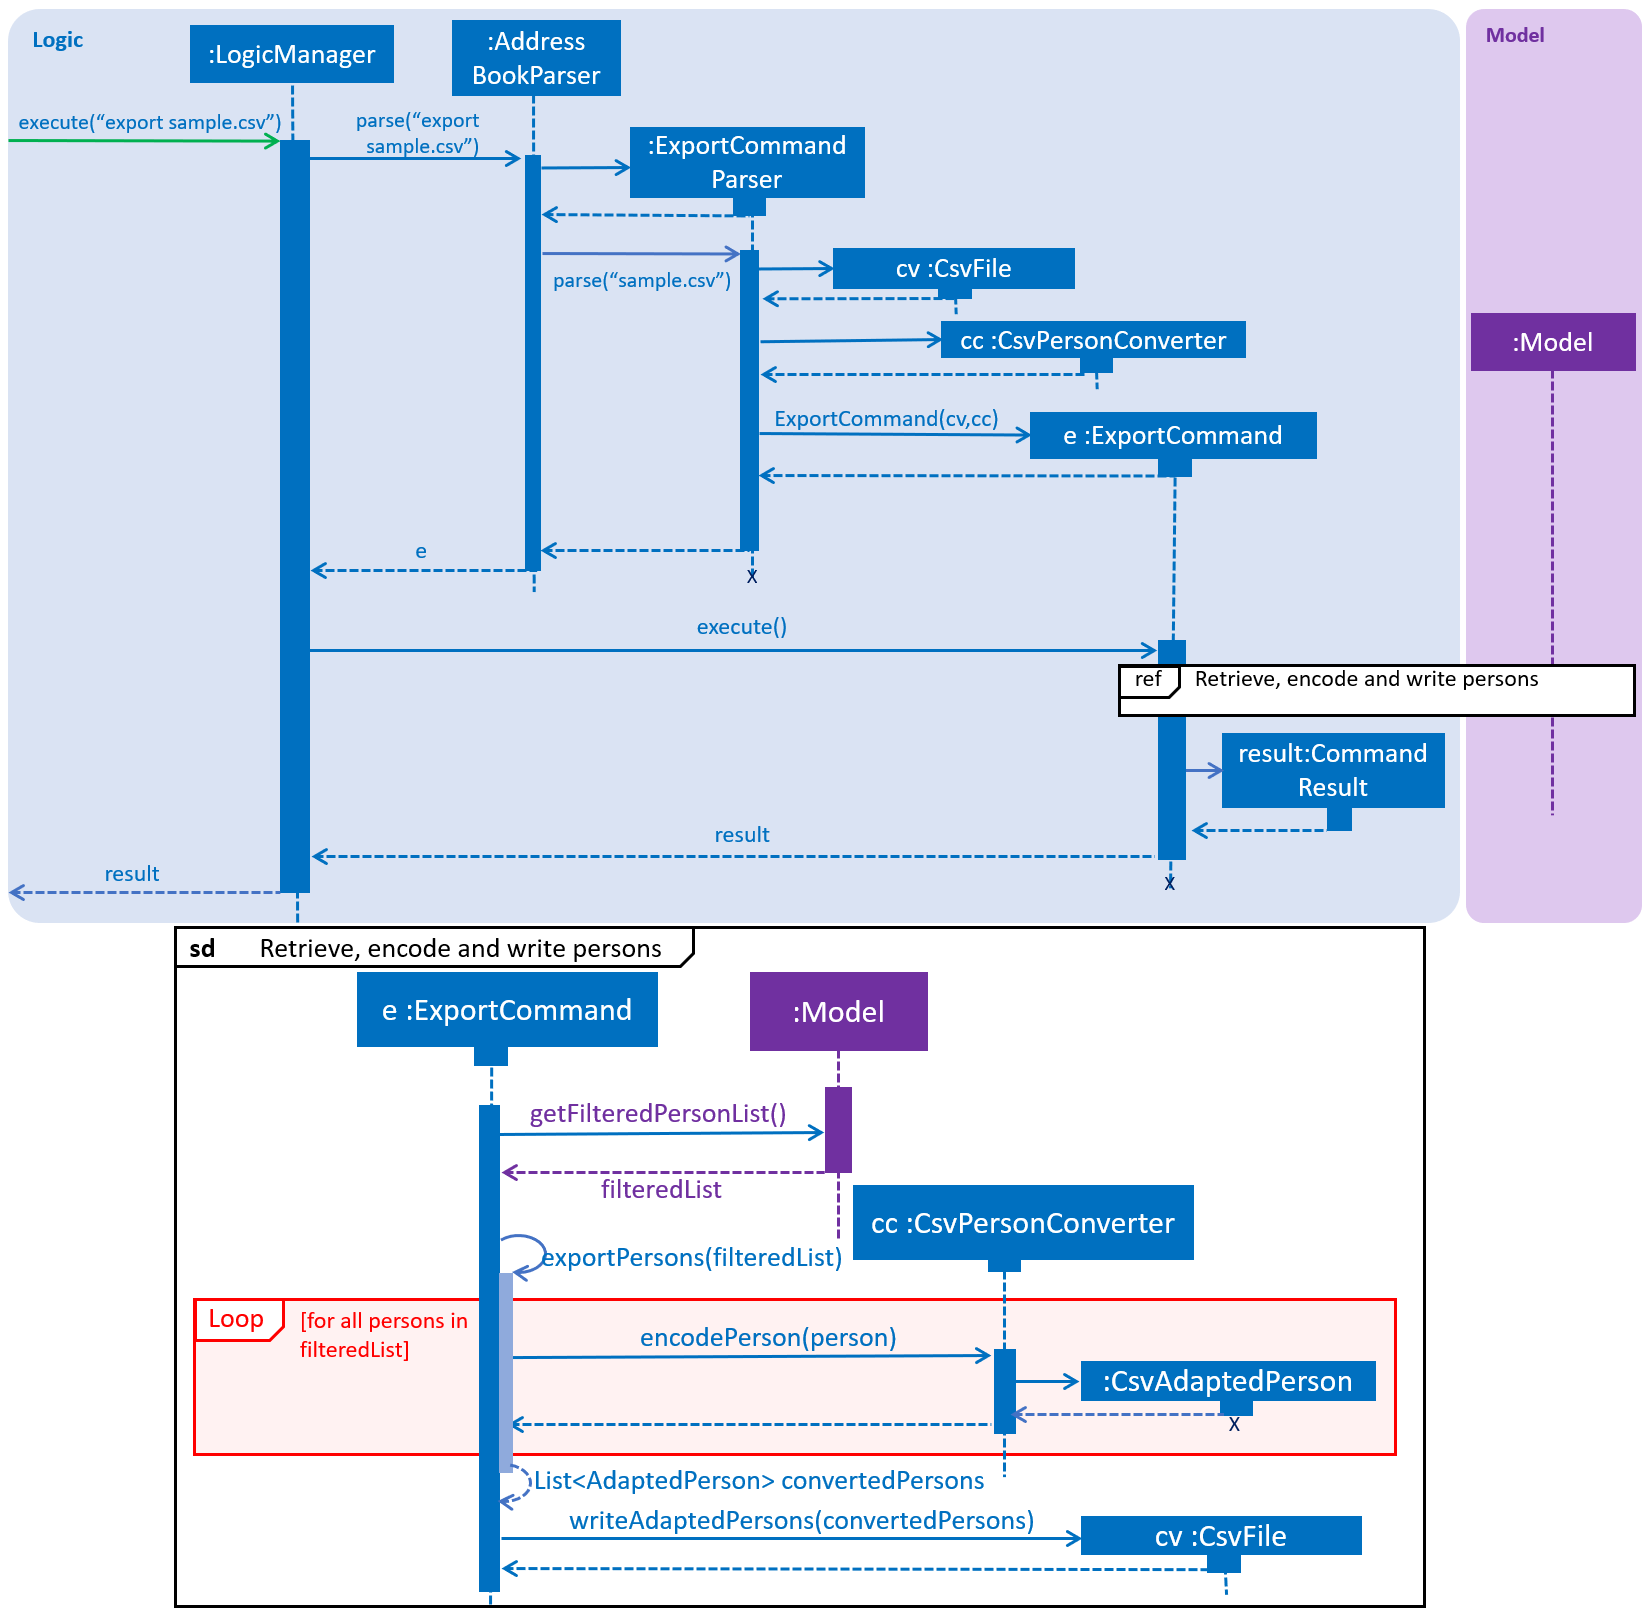 Logic
Model
:LogicManager
:Address
BookParser
execute(“export sample.csv”)
parse(“export
sample.csv”)
:ExportCommand
Parser
parse(“sample.csv”)
cv :CsvFile
cc :CsvPersonConverter
:Model
ExportCommand(cv,cc)
e :ExportCommand
e
X
execute()
ref
Retrieve, encode and write persons
result:Command
Result
result
result
X
sd
Retrieve, encode and write persons
e :ExportCommand
:Model
getFilteredPersonList()
filteredList
cc :CsvPersonConverter
exportPersons(filteredList)
Loop
[for all persons in
filteredList]
encodePerson(person)
:CsvAdaptedPerson
X
List<AdaptedPerson> convertedPersons
writeAdaptedPersons(convertedPersons)
cv :CsvFile